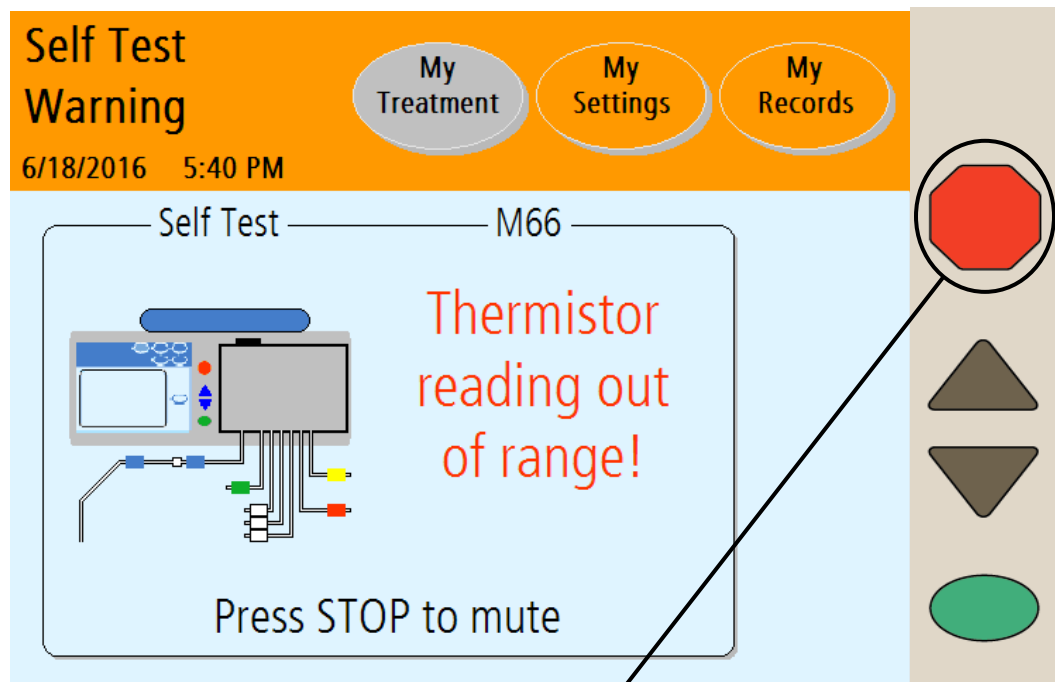 Self Test
Warning
6/18/2016 5:40 PM
My
Treatment
My
Settings
My
Records
Self Test
M66
Thermistor
reading out
of range!
Press STOP to mute